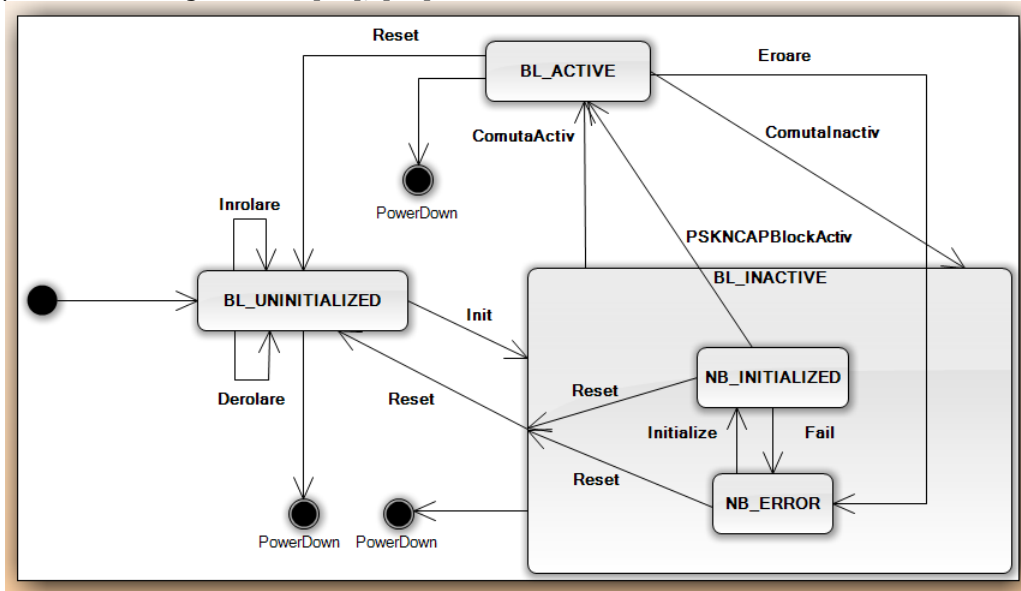 Reset
BL_ACTIVE
Eroare
ComutaActiv
ComutaInactiv
PowerDown
Inrolare
PSKNCAPBlockActiv
BL_INACTIVE
BL_UNINITIALIZED
Init
NB_INITIALIZED
Reset
Derolare
Reset
Initialize
Fail
Reset
NB_ERROR
PowerDown
PowerDown